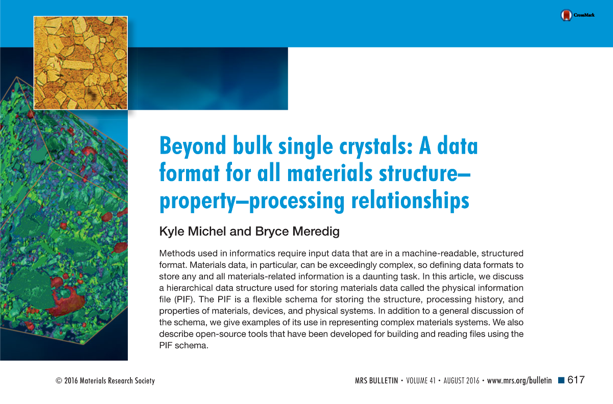 CrossMark
Beyond bulk single crystals: A data
format for all materials structure–
property–processing relationships
Kyle Michel and Bryce Meredig
Methods used in informatics require input data that are in a machine-readable, structured
format. Materials data, in particular, can be exceedingly complex, so defining data formats to
store any and all materials-related information is a daunting task. In this article, we discuss
a hierarchical data structure used for storing materials data called the physical information
file (PIF). The PIF is a flexible schema for storing the structure, processing history, and
properties of materials, devices, and physical systems. In addition to a general discussion of
the schema, we give examples of its use in representing complex materials systems. We also
describe open-source tools that have been developed for building and reading files using the
PIF schema.
© 2016 Materials Research Society
MRS BULLETIN • VOLUME 41 • AUGUST 2016 • www.mrs.org/bulletin ■ 617